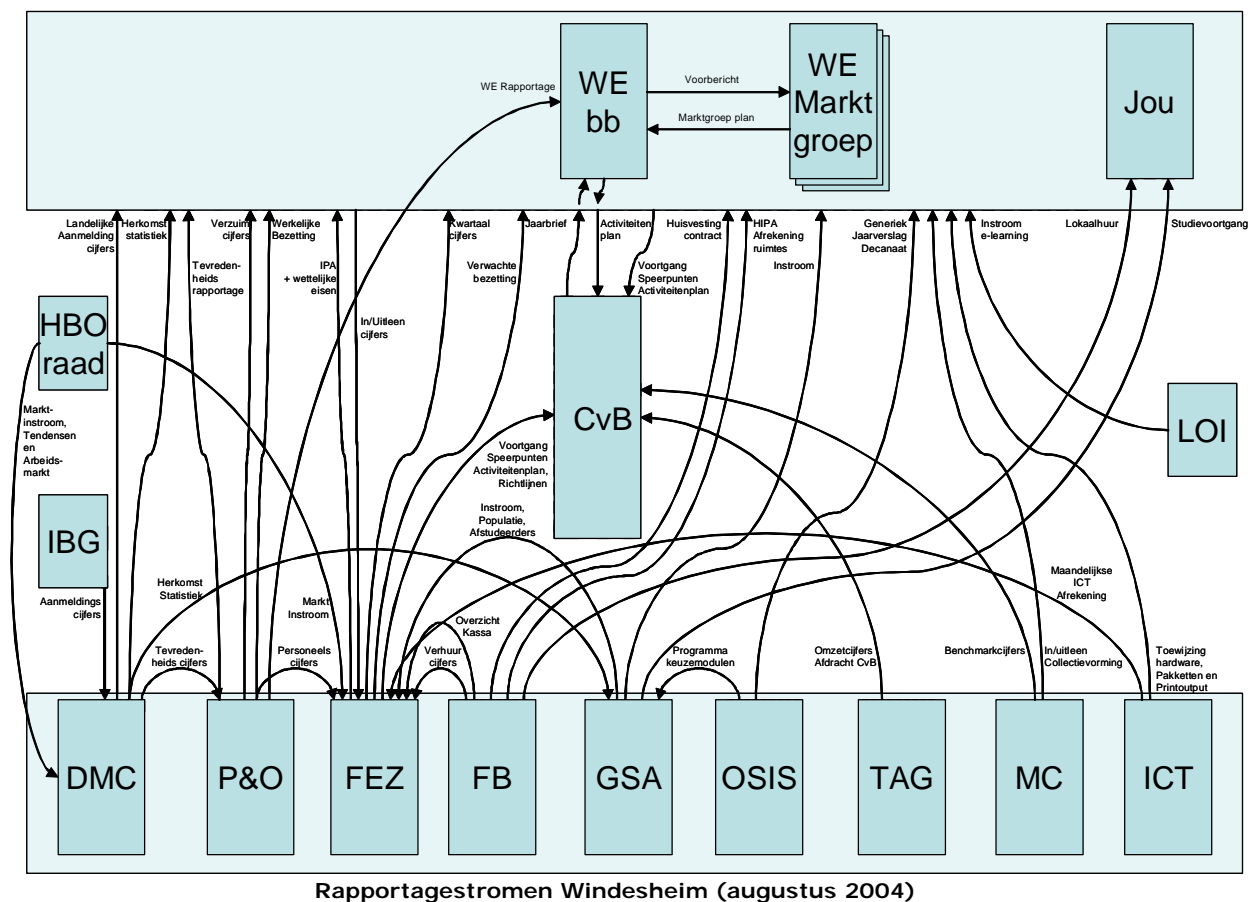 WE
bb
WE
Markt
groep
Jou
WE Rapportage
Voorbericht
Marktgroep plan
Landelijke
Aanmelding
cijfers
Herkomst
statistiek
Tevreden-
heids
rapportage
Verzuim
cijfers
Werkelijke
Bezetting
IPA
+ wettelijke
eisen
In/Uitleen
cijfers
Kwartaal
cijfers
Jaarbrief
Verwachte
bezetting
Activiteiten
plan
Voortgang
Speerpunten
Activiteitenplan
Huisvesting
contract
HIPA
Afrekening
ruimtes
Instroom
Generiek
Jaarverslag
Decanaat
Instroom
e-learning
Lokaalhuur
Studievoortgang
HBO
raad
CvB
LOI
Markt-
instroom,
Tendensen
en
Arbeids-
markt
IBG
Voortgang
Speerpunten
Activiteitenplan,
Richtlijnen
Instroom,
Populatie,
Afstudeerders
Aanmeldings
cijfers
Herkomst
Statistiek
Markt
Instroom
Overzicht
Kassa
Maandelijkse
ICT
Afrekening
Tevreden-
heids cijfers
Personeels
cijfers
Verhuur
cijfers
Programma
keuzemodulen
Omzetcijfers
Afdracht CvB
Benchmarkcijfers
In/uitleen
Collectievorming
Toewijzing
hardware,
Pakketten en
Printoutput
DMC
P&O
FEZ
FB
GSA
OSIS
TAG
MC
ICT
Rapportagestromen Windesheim (augustus 2004)